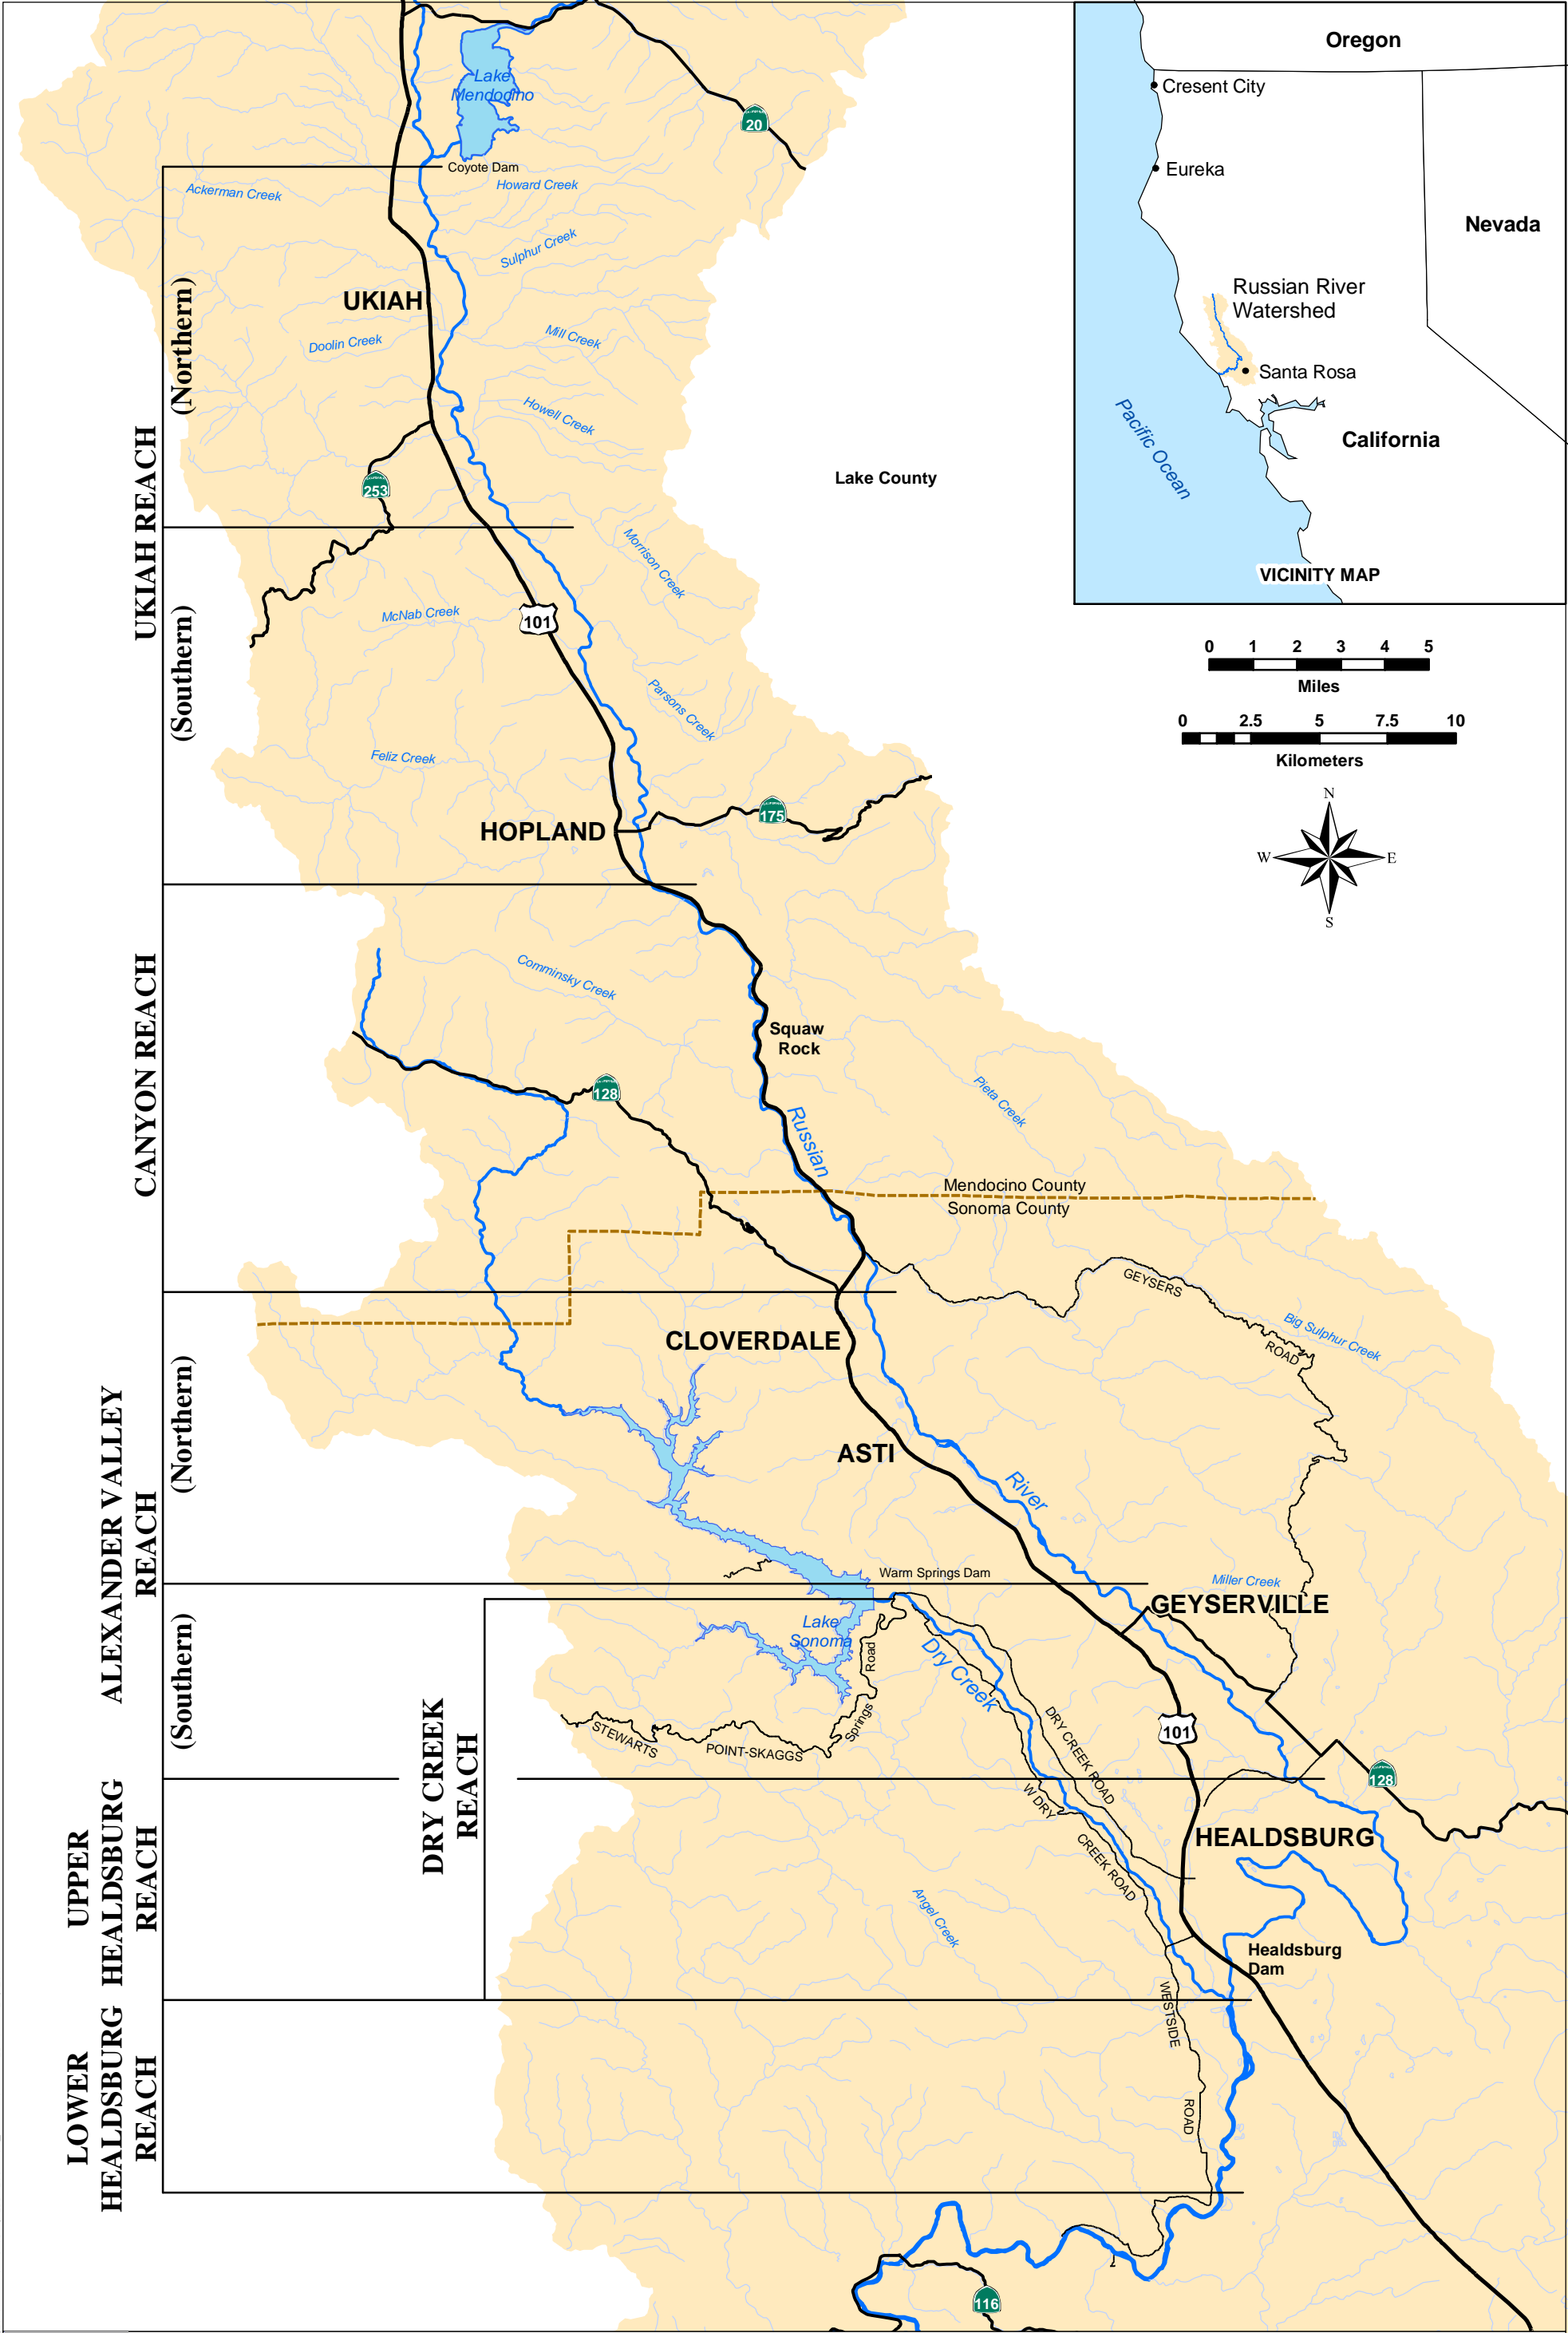 Lake
Mendocino
20
Coyote Dam
Ackerman Creek
Howard Creek
Sulphur Creek
UKIAH
Doolin Creek
Mill Creek
Howell Creek
253
Lake County
Morrison Creek
McNab Creek
101
Parsons Creek
Feliz Creek
HOPLAND
175
UKIAH REACH
(Northern)
(Southern)
Oregon
Cresent City
Eureka
Nevada
Russian River
Watershed
Santa Rosa
Pacific Ocean
California
VICINITY MAP
0 1 2 3 4 5
Miles
0 2.5 5 7.5 10
Kilometers
N
W
E
S
CANYON REACH
Comminsky Creek
Squaw
Rock
128
Russian
Pieta Creek
Mendocino County
Sonoma County
GEYSERS
ROAD
Big Sulphur Creek
CLOVERDALE
ASTI
River
ALEXANDER VALLEY
REACH
(Northern)
(Southern)
Warm Springs Dam
Miller Creek
GEYSERVILLE
Lake
Sonoma
Road
Springs
STEWARTS
POINT-SKAGGS
Dry Creek
DRY CREEK ROAD
101
128
DRY CREEK
REACH
W DRY
CREEK ROAD
HEALDSBURG
UPPER
HEALDSBURG
REACH
Angel Creek
Healdsburg
Dam
WESTSIDE
ROAD
LOWER
HEALDSBURG
REACH
116